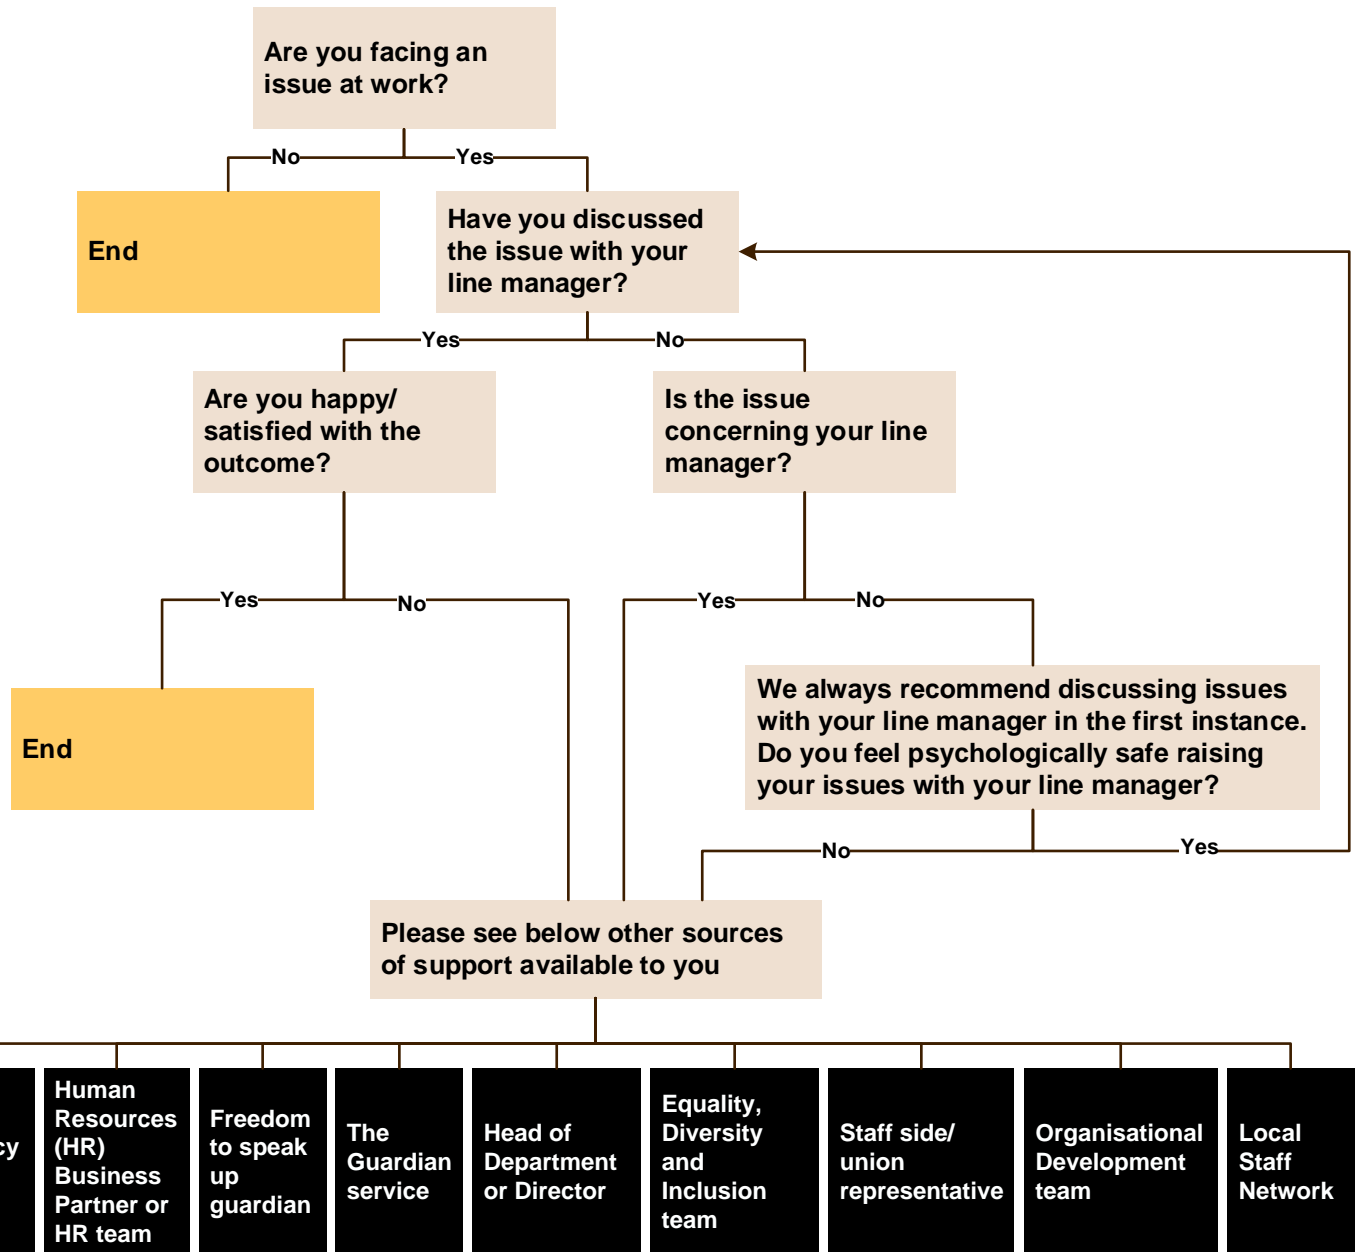 Are you facing an
issue at work?
No
Yes
End
Have you discussed
the issue with your
line manager?
Yes
No
Are you happy/
satisfied with the
outcome?
Is the issue
concerning your line
manager?
Yes
No
Yes
No
End
We always recommend discussing issues
with your line manager in the first instance.
Do you feel psychologically safe raising
your issues with your line manager?
No
Yes
Please see below other sources
of support available to you
Human
Resources
(HR)
Business
Partner or
HR team
Freedom
to speak
up
guardian
The
Guardian
service
Head of
Department
or Director
Equality,
Diversity
and
Inclusion
team
Staff side/
union
representative
Organisational
Development
team
Local
Staff
Network